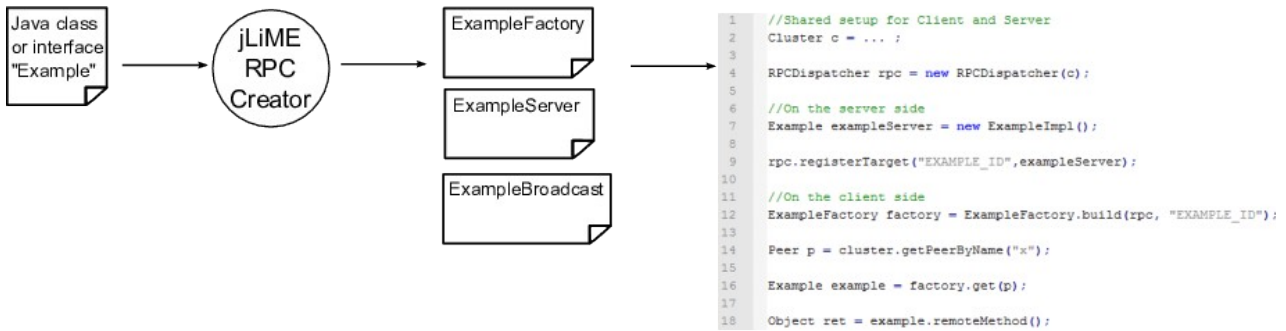 Java class
or interface
"Example"
jLiME
RPC
Creator
ExampleFactory
ExampleServer
ExampleBroadcast
1 //Shared setup for Client and Server
2 Cluster c = ... ;
3
4 RPCDispatcher rpc = new RPCDispatcher(c);
5
6 //On the server side
7 Example exampleServer = new ExampleImpl();
8
9 rpc.registerTarget("EXAMPLE_ID",exampleServer);
10
11 //On the client side
12 ExampleFactory factory = ExampleFactory.build(rpc, "EXAMPLE_ID");
13
14 Peer p = cluster.getPeerByName("x");
15
16 Example example = factory.get(p);
17
18 Object ret = example.remoteMethod();